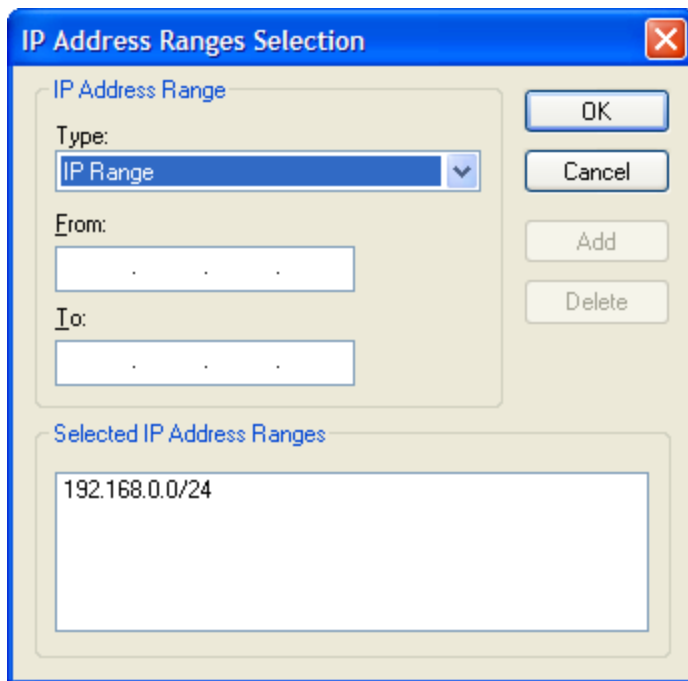 IP Address Ranges Selection
IP Address Range
Type:
IP Range
From:
. . .
To:
. . .
OK
Cancel
Add
Delete
Selected IP Address Ranges
192.168.0.0/24